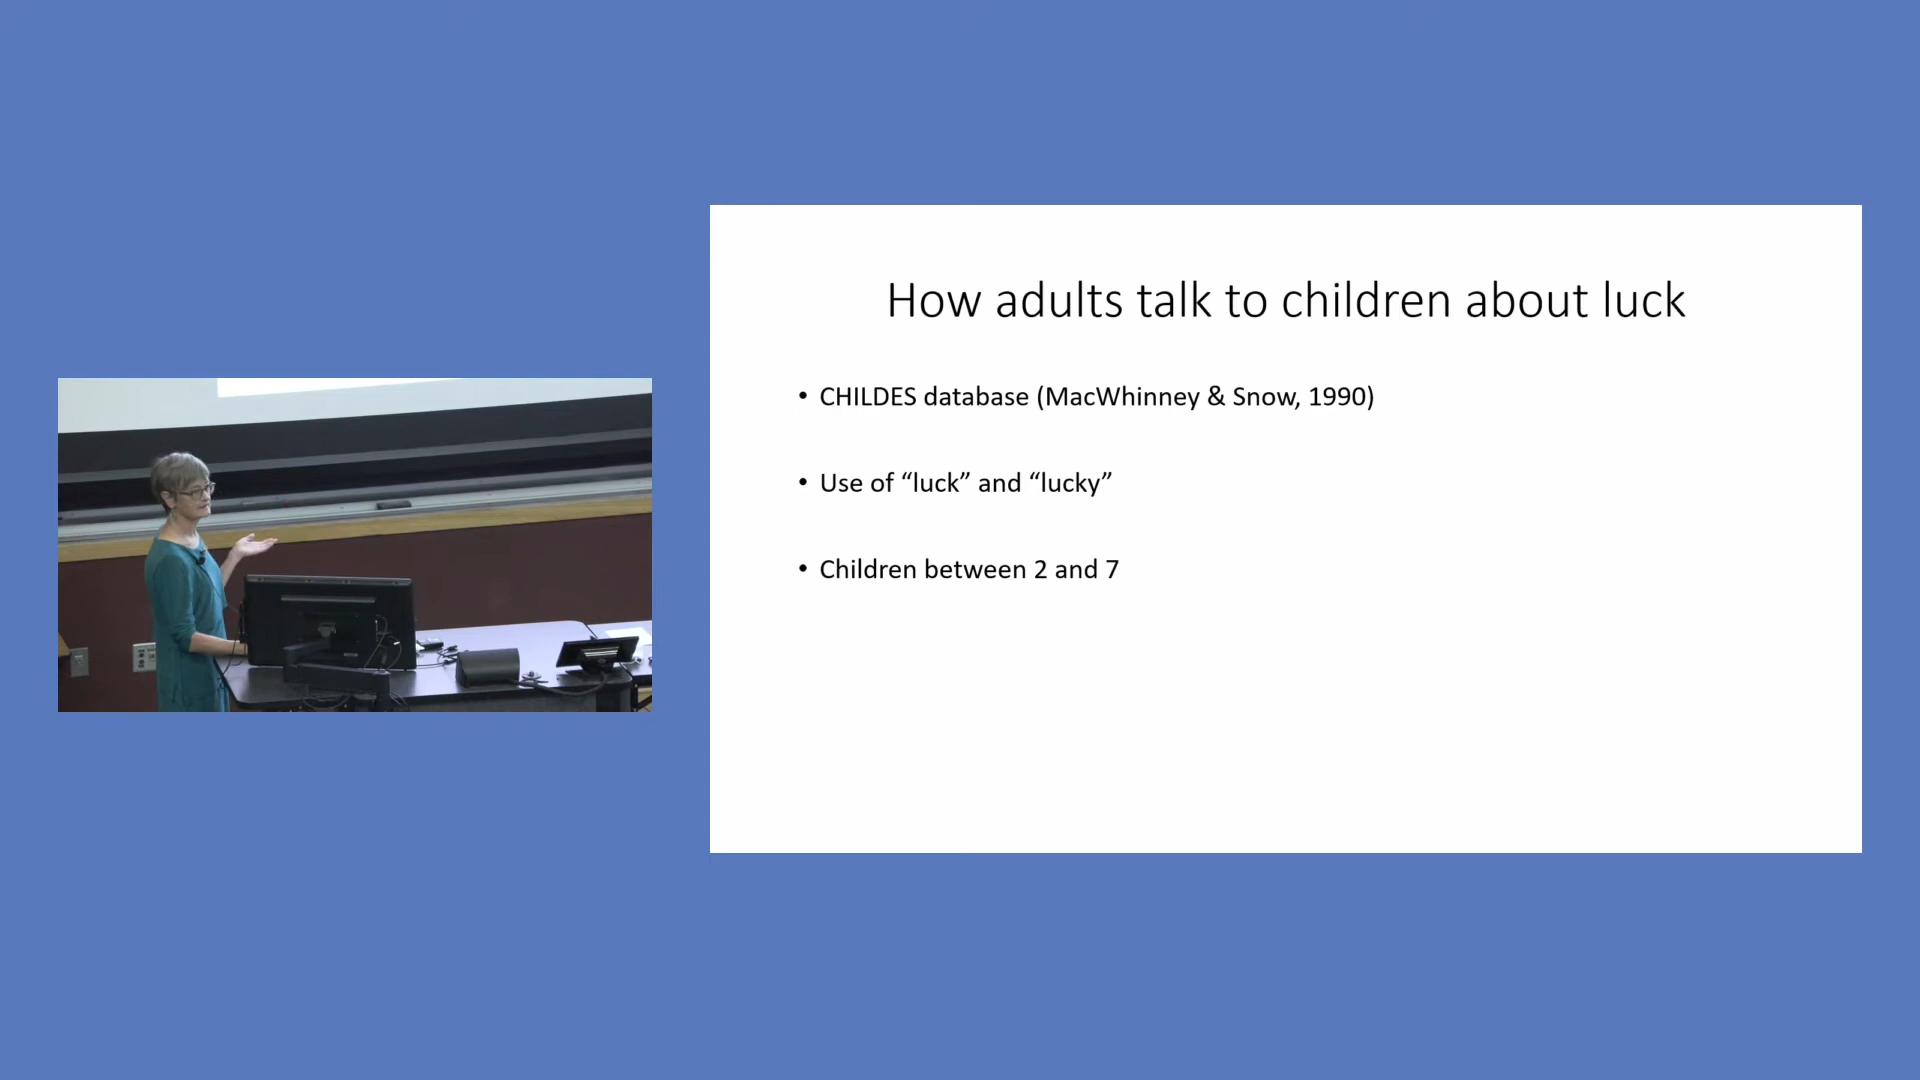 How adults talk to children about luck
• CHILDES database (MacWhinney & Snow, 1990)
• Use of “luck” and “lucky”
• Children between 2 and 7